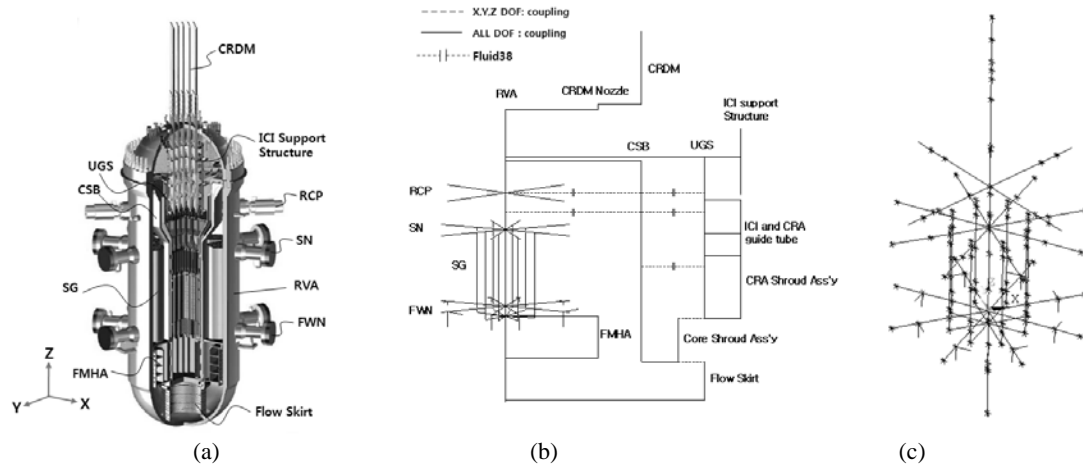 CRDM
ICI Support
Structure
UGS
CSB
RCP
SN
SG
RVA
FWN
FMHA
Flow Skirt
Z
Y
X
(a)
X.Y.Z DOF: coupling
ALL DOF : coupling
Fluid38
CRDM
RVA
CRDM Nozzle
ICI support
Structure
CSB
UGS
RCP
SN
ICI and CRA
guide tube
SG
CRA Shroud Ass'y
FWN
FMHA
Core Shroud Ass'y
Flow Skirt
(b)
X
(c)